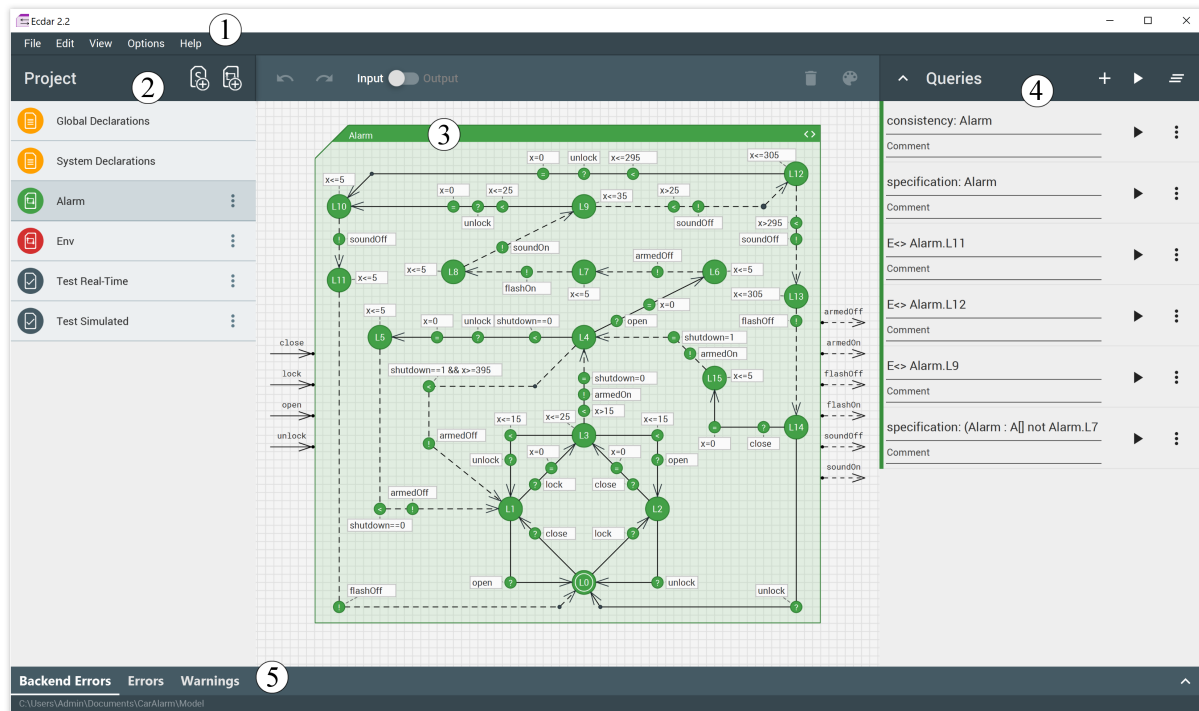 Ecdar 2.2
File Edit View Options Help
1
Project
2
Input Output
Queries
4
Global Declarations
System Declarations
Alarm
Env
Test Real-Time
Test Simulated
Alarm
3
<>
x=0 unlock x<=295 x<=305
= ? < L12
x<=5 x=0 x<=25 x<=35 x>25
L10 = ? < L9 < !
unlock soundOff x>295 <
! soundOff ! soundOn soundOff !
armedOff
L11 x<=5 x<=5 L8 ! L7 ! L6 x<=5
flashOn x<=5 = x=0 x<=305 L13
x<=5 x=0 unlock shutdown==0 ? open flashOff !
L5 = ? < L4 = shutdown=1
! armedOn
shutdown==1 && x>=395 L15 x<=5
< = shutdown=0
! armedOn
x<=15 x<=25 < x>15 x<=15
! armedOff < L3 < = ? L14
x=0 x=0 x=0 close
unlock ? = = ? open
? lock close ?
armedOff
< ! L1 L2
shutdown==0 ? close lock ?
open ? L0 ? unlock
flashOff unlock
! ?
close
lock
open
unlock
armedOff
armedOn
flashOff
flashOn
soundOff
soundOn
consistency: Alarm
Comment
specification: Alarm
Comment
E<> Alarm.L11
Comment
E<> Alarm.L12
Comment
E<> Alarm.L9
Comment
specification: (Alarm : A[] not Alarm.L7
Comment
Backend Errors Errors Warnings
5
C:\Users\Admin\Documents\CarAlarm\Model